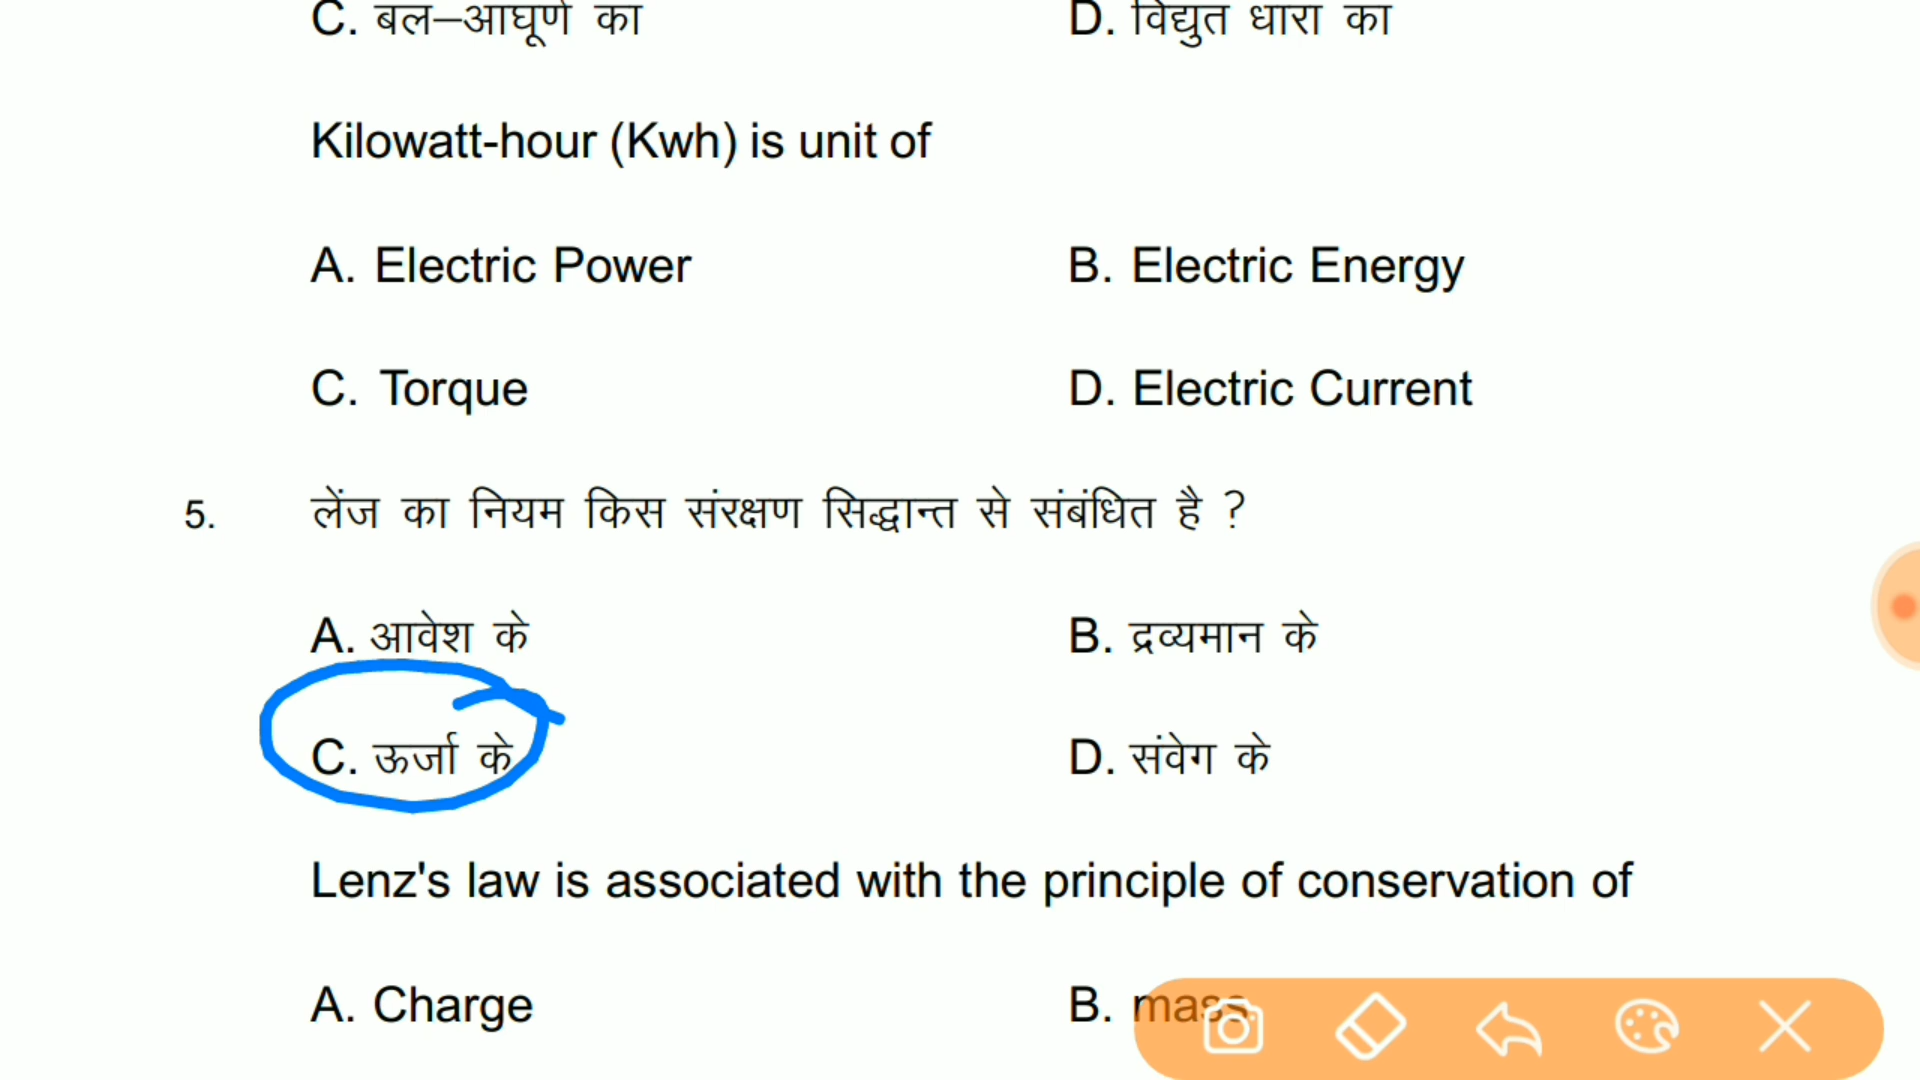 C. बल–आघूर्ण का D. विद्युत धारा का
Kilowatt-hour (Kwh) is unit of
A. Electric Power B. Electric Energy
C. Torque D. Electric Current
5. लेंज का नियम किस संरक्षण सिद्धान्त से संबंधित है ?
A. आवेश के B. द्रव्यमान के
C. ऊर्जा के D. संवेग के
Lenz's law is associated with the principle of conservation of
A. Charge B. mass